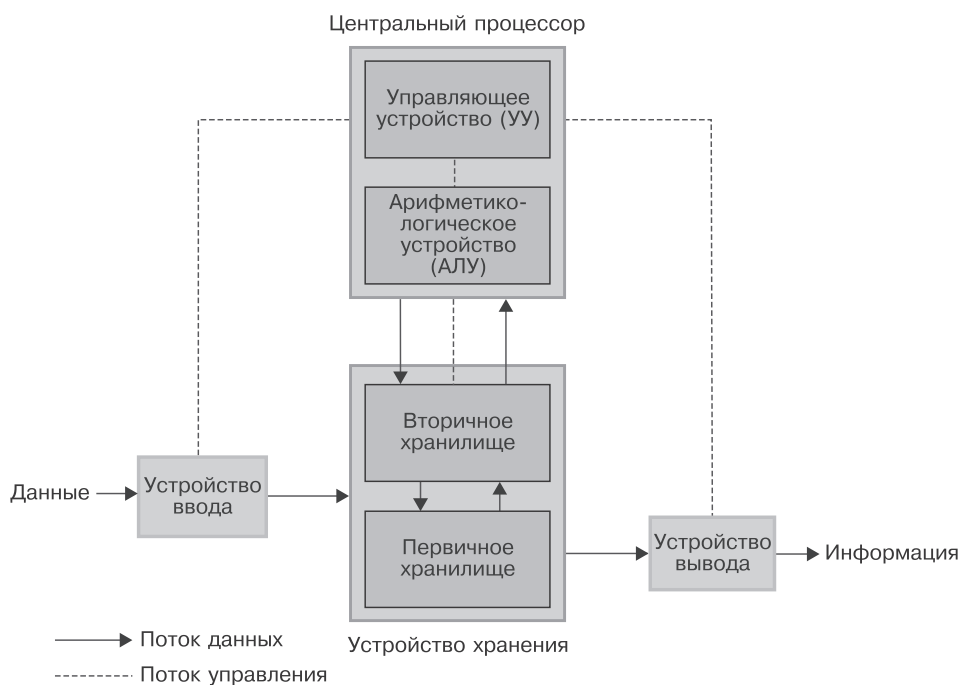 Центральный процессор
Управляющее
устройство (УУ)
Арифметико-
логическое
устройство
(АЛУ)
Вторичное
хранилище
Данные
Устройство
ввода
Первичное
хранилище
Устройство
вывода
Информация
Устройство хранения
Поток данных
Поток управления